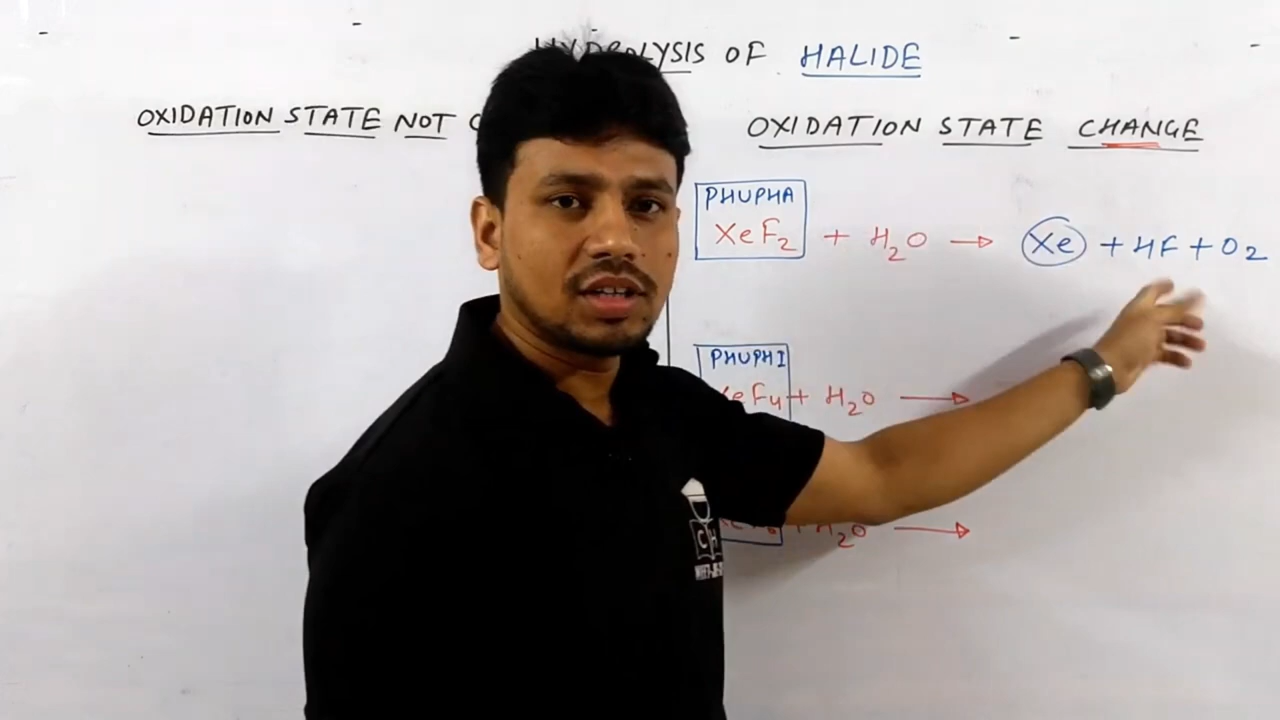 HYDROLYSIS OF HALIDE
OXIDATION STATE NOT
OXIDATION STATE CHANGE
PHUPHA
XeF2 + H2O → Xe + HF + O2
PHUPHI
XeF4 + H2O →
+ H2O →
CH